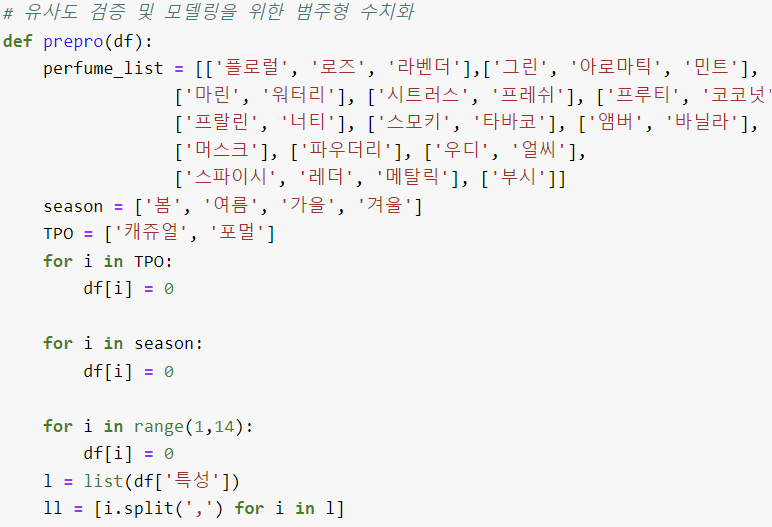 # 유사도 검증 및 모델링을 위한 범주형 수치화
def prepro(df):
    perfume_list = [['플로럴', '로즈', '라벤더'],['그린', '아로마틱', '민트'],
                 ['마린', '워터리'], ['시트러스', '프레쉬'], ['프루티', '코코넛'
                 ['프랄린', '너티'], ['스모키', '타바코'], ['앰버', '바닐라'],
                 ['머스크'], ['파우더리'], ['우디', '얼씨'],
                 ['스파이시', '레더', '메탈릭'], ['부시']]
    season = ['봄', '여름', '가을', '겨울']
    TPO = ['캐쥬얼', '포멀']
    for i in TPO:
        df[i] = 0
    for i in season:
        df[i] = 0
    for i in range(1,14):
        df[i] = 0
    l = list(df['특성'])
    ll = [i.split(',') for i in l]